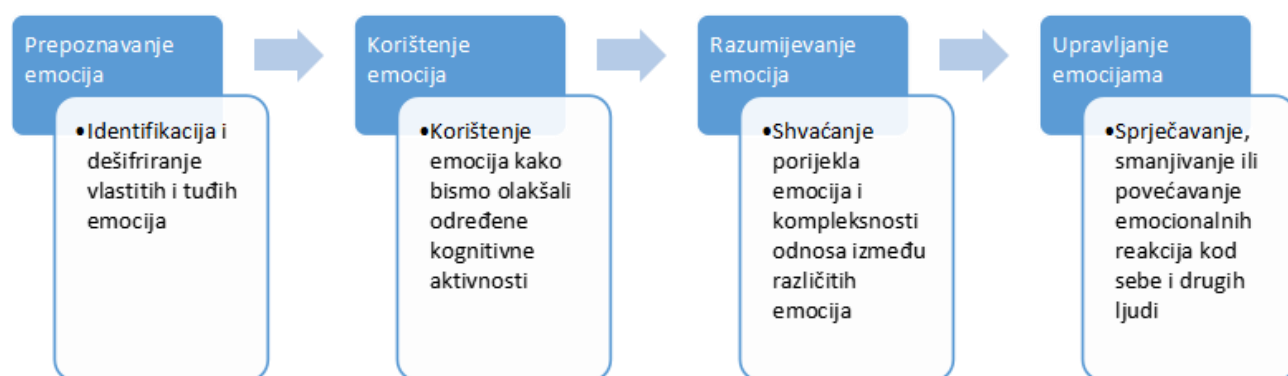 Prepoznavanje
emocija
•Identifikacija i
dešifriranje
vlastitih i tuđih
emocija
Korištenje
emocija
•Korištenje
emocija kako
bismo olakšali
određene
kognitivne
aktivnosti
Razumijevanje
emocija
•Shvaćanje
porijekla
emocija i
kompleksnosti
odnosa između
različitih
emocija
Upravljanje
emocijama
•Sprječavanje,
smanjivanje ili
povećavanje
emocionalnih
reakcija kod
sebe i drugih
ljudi